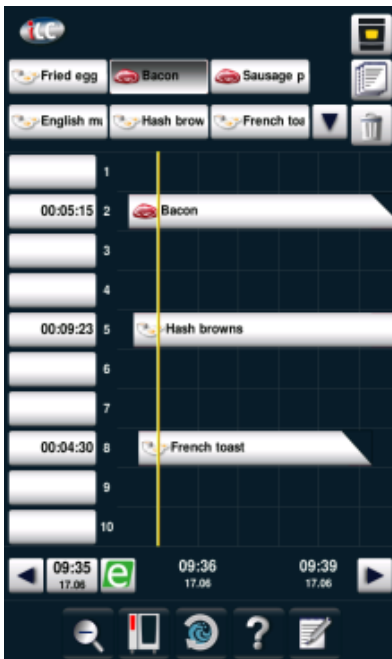 iCC
Fried egg Bacon Sausage p
English mu Hash brow French toa
1
00:05:15 2 Bacon
3
4
00:09:23 5 Hash browns
6
7
00:04:30 8 French toast
9
10
09:35 e 09:36 09:39
17.06 17.06 17.06
?